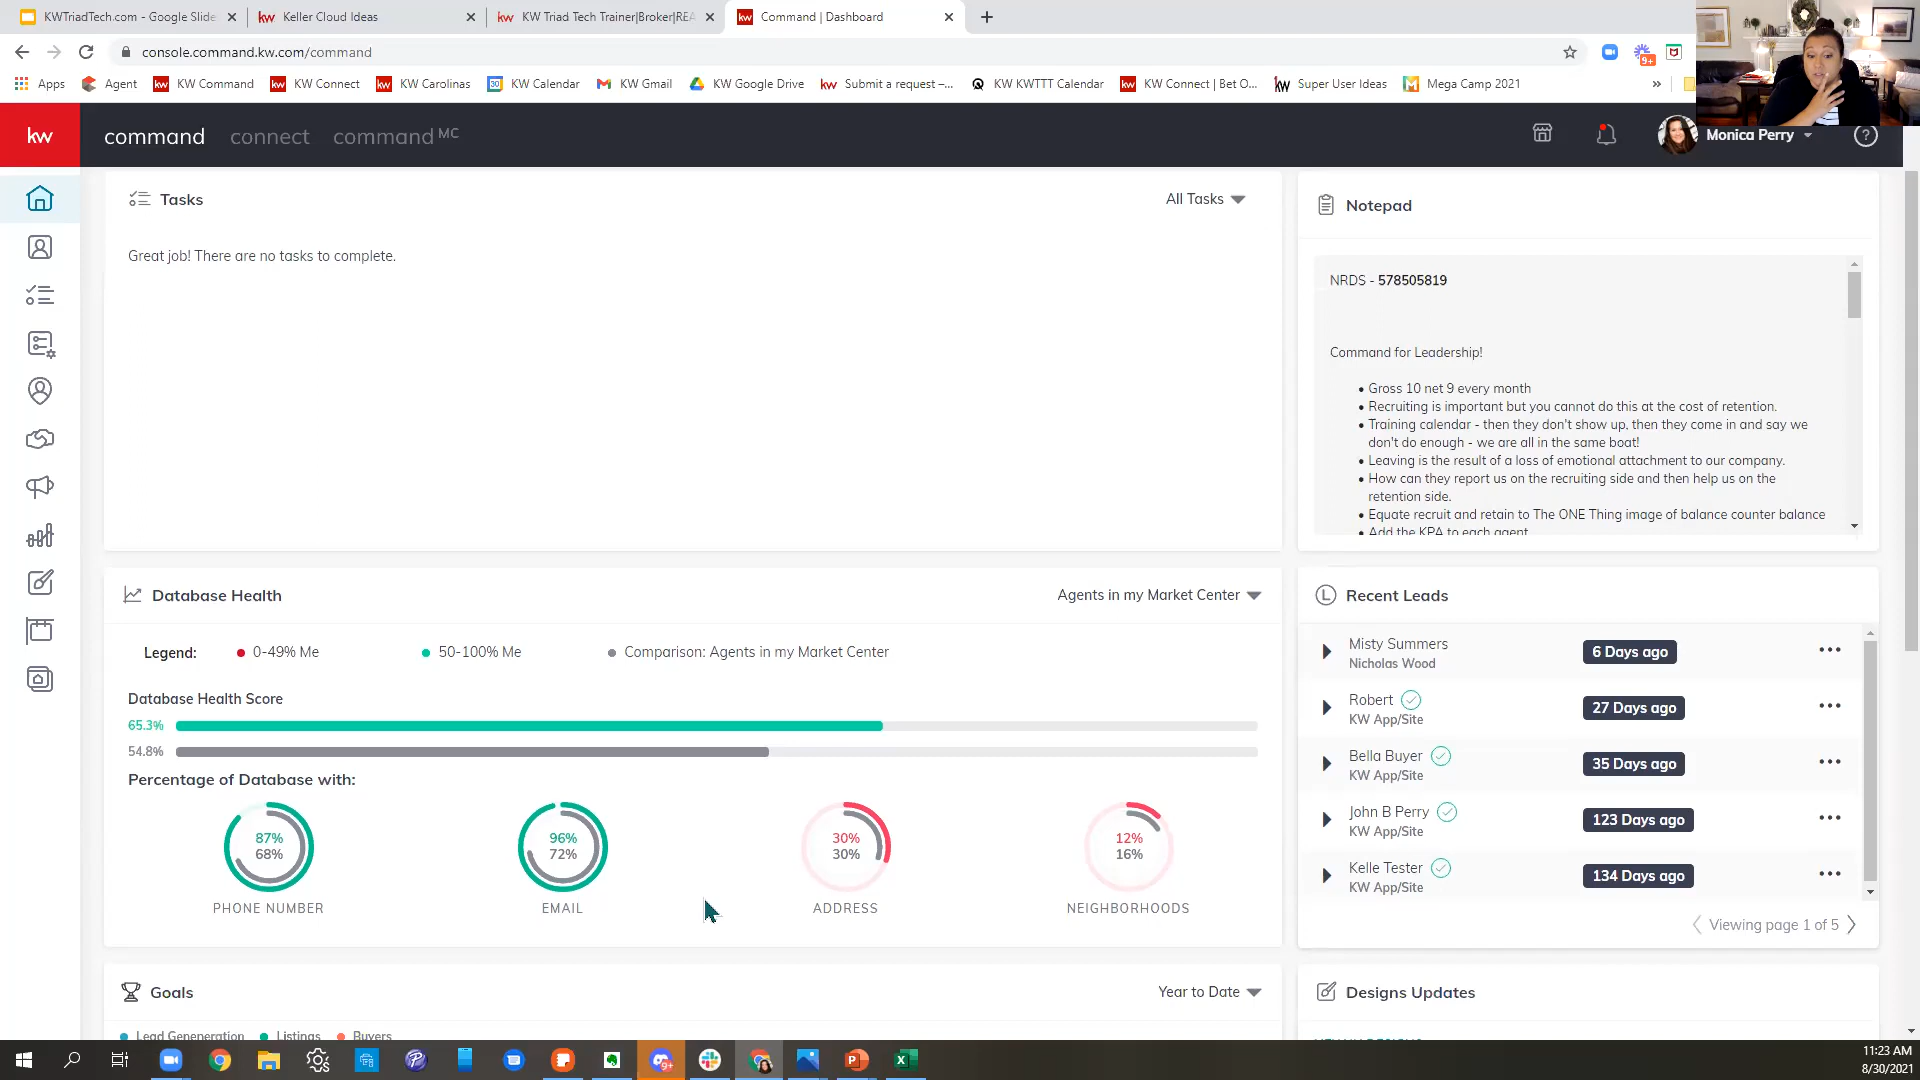 KWTriadTech.com - Google Slide
Keller Cloud Ideas
KW Triad Tech Trainer|Broker|REA
Command | Dashboard
console.command.kw.com/command
9+
Apps
Agent
KW Command
KW Connect
KW Carolinas
KW Calendar
KW Gmail
KW Google Drive
Submit a request –...
KW KWTTT Calendar
KW Connect | Bet O...
Super User Ideas
Mega Camp 2021
kw
command
connect
command MC
Monica Perry
Tasks
All Tasks
Great job! There are no tasks to complete.
Notepad
NRDS - 578505819
Command for Leadership!
• Gross 10 net 9 every month
• Recruiting is important but you cannot do this at the cost of retention.
• Training calendar - then they don't show up, then they come in and say we
don't do enough - we are all in the same boat!
• Leaving is the result of a loss of emotional attachment to our company.
• How can they report us on the recruiting side and then help us on the
retention side.
• Equate recruit and retain to The ONE Thing image of balance counter balance
• Add the KPA to each agent
Database Health
Agents in my Market Center
Legend:
0-49% Me
50-100% Me
Comparison: Agents in my Market Center
Database Health Score
65.3%
54.8%
Percentage of Database with:
87%
68%
PHONE NUMBER
96%
72%
EMAIL
30%
30%
ADDRESS
12%
16%
NEIGHBORHOODS
Recent Leads
Misty Summers
Nicholas Wood
6 Days ago
Robert
KW App/Site
27 Days ago
Bella Buyer
KW App/Site
35 Days ago
John B Perry
KW App/Site
123 Days ago
Kelle Tester
KW App/Site
134 Days ago
Viewing page 1 of 5
Goals
Year to Date
Lead Generation
Listings
Buyers
Designs Updates
9+
11:23 AM
8/30/2021